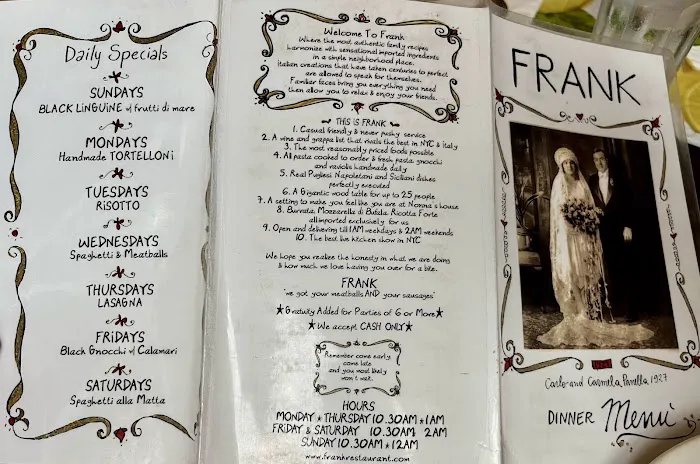 Daily Specials
SUNDAYS
BLACK LINGUINE w/ frutti di mare
MONDAYS
Handmade TORTELLONI
TUESDAYS
RISOTTO
WEDNESDAYS
Spaghetti & Meatballs
THURSDAYS
LASAGNA
FRIDAYS
Black Gnocchi w/ Calamari
SATURDAYS
Spaghetti alla Matta
Welcome To Frank
Where the most authentic family recipes
harmonize with sensational imported ingredients
in a simple neighborhood place.
Italian creations that have taken centuries to perfect
are allowed to speak for themselves.
Familiar faces bring you everything you need
then allow you to relax & enjoy your friends.
THIS IS FRANK
1. Casual friendly & never pushy service
2. A wine and grappa list that rivals the best in NYC & Italy
3. The most reasonably priced foods possible
4. All pasta cooked to order & fresh pasta, gnocchi
and raviolis handmade daily
5. Real Pugliesi Napoletani and Siciliani dishes
perfectly executed
6. A Gigantic wood table for up to 25 people
7. A setting to make you feel like you are at Nonna's house
8. Burrata, Mozzarella di Bufala, Ricotta Forte
all imported exclusively for us
9. Open and delivering till 1AM weekdays & 2AM weekends
10. The best live kitchen show in NYC
We hope you realize the honesty in what we are doing
& how much we love having you over for a bite.
FRANK
"we got your meatballs AND your sausages"
★Gratuity Added for Parties of 6 or More★
★We accept CASH ONLY★
Remember come early
come late
and you most likely
won't wait.
HOURS
MONDAY ★ THURSDAY 10.30AM ★ 1AM
FRIDAY & SATURDAY 10.30AM 2AM
SUNDAY 10.30AM ★ 12AM
www.frankrestaurant.com
FRANK
Carlo and Carmela Panella 1927
DINNER Menu